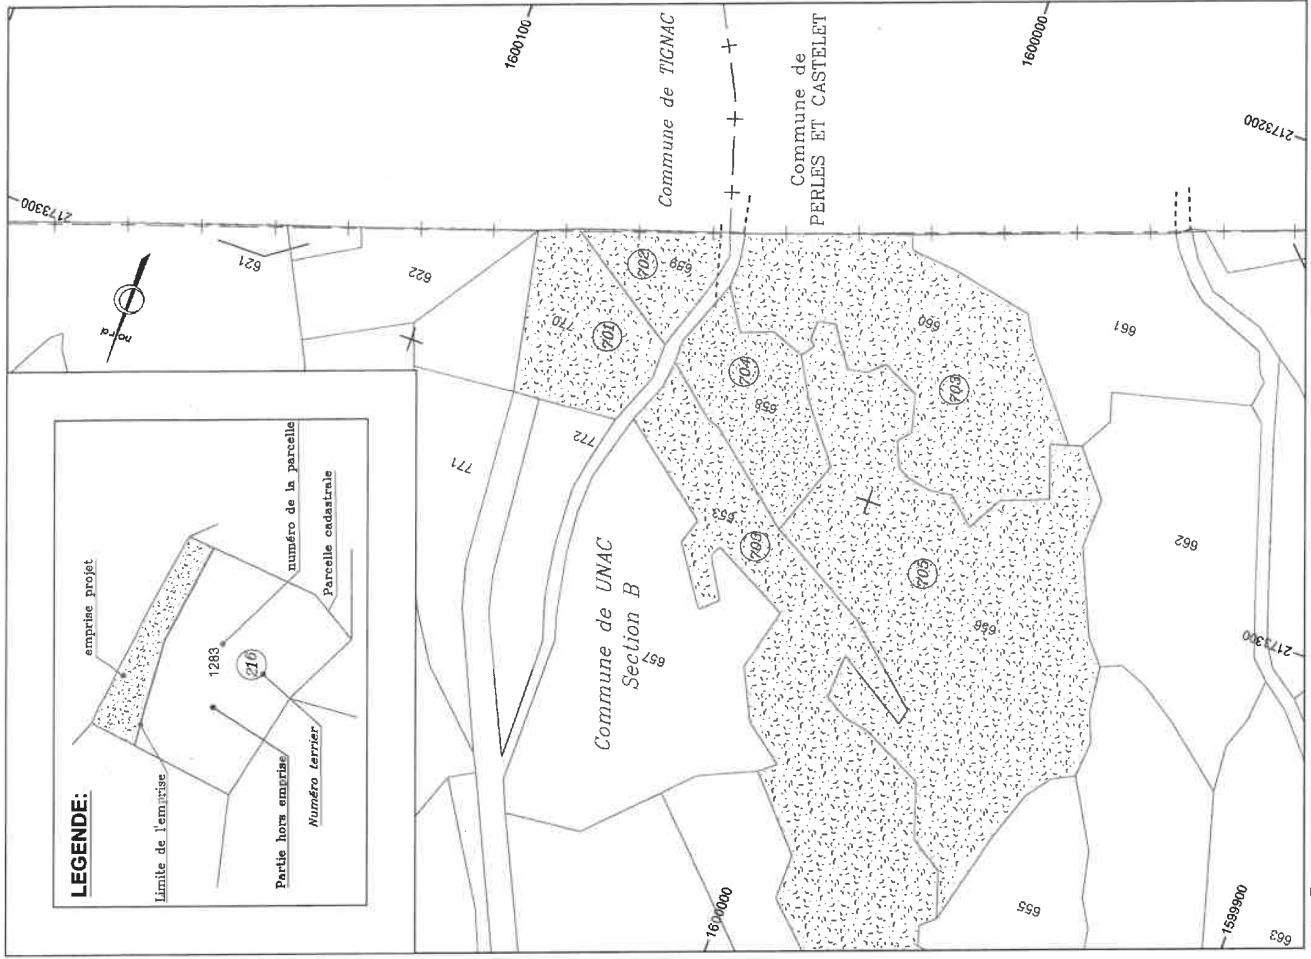 LEGENDE:
emprise projet
Limite de l'emprise
1283
216
numéro de la parcelle
Parcelle cadastrale
Partie hors emprise
Numéro terrier
nord
2173300
1600100
Commune de TIGNAC
Commune de
PERLES ET CASTELET
1600000
2173200
621
622
770
701
702
659
771
772
704
658
660
703
661
653
705
656
662
Commune de UNAC
Section B
657
2173300
1600000
655
1599900
663